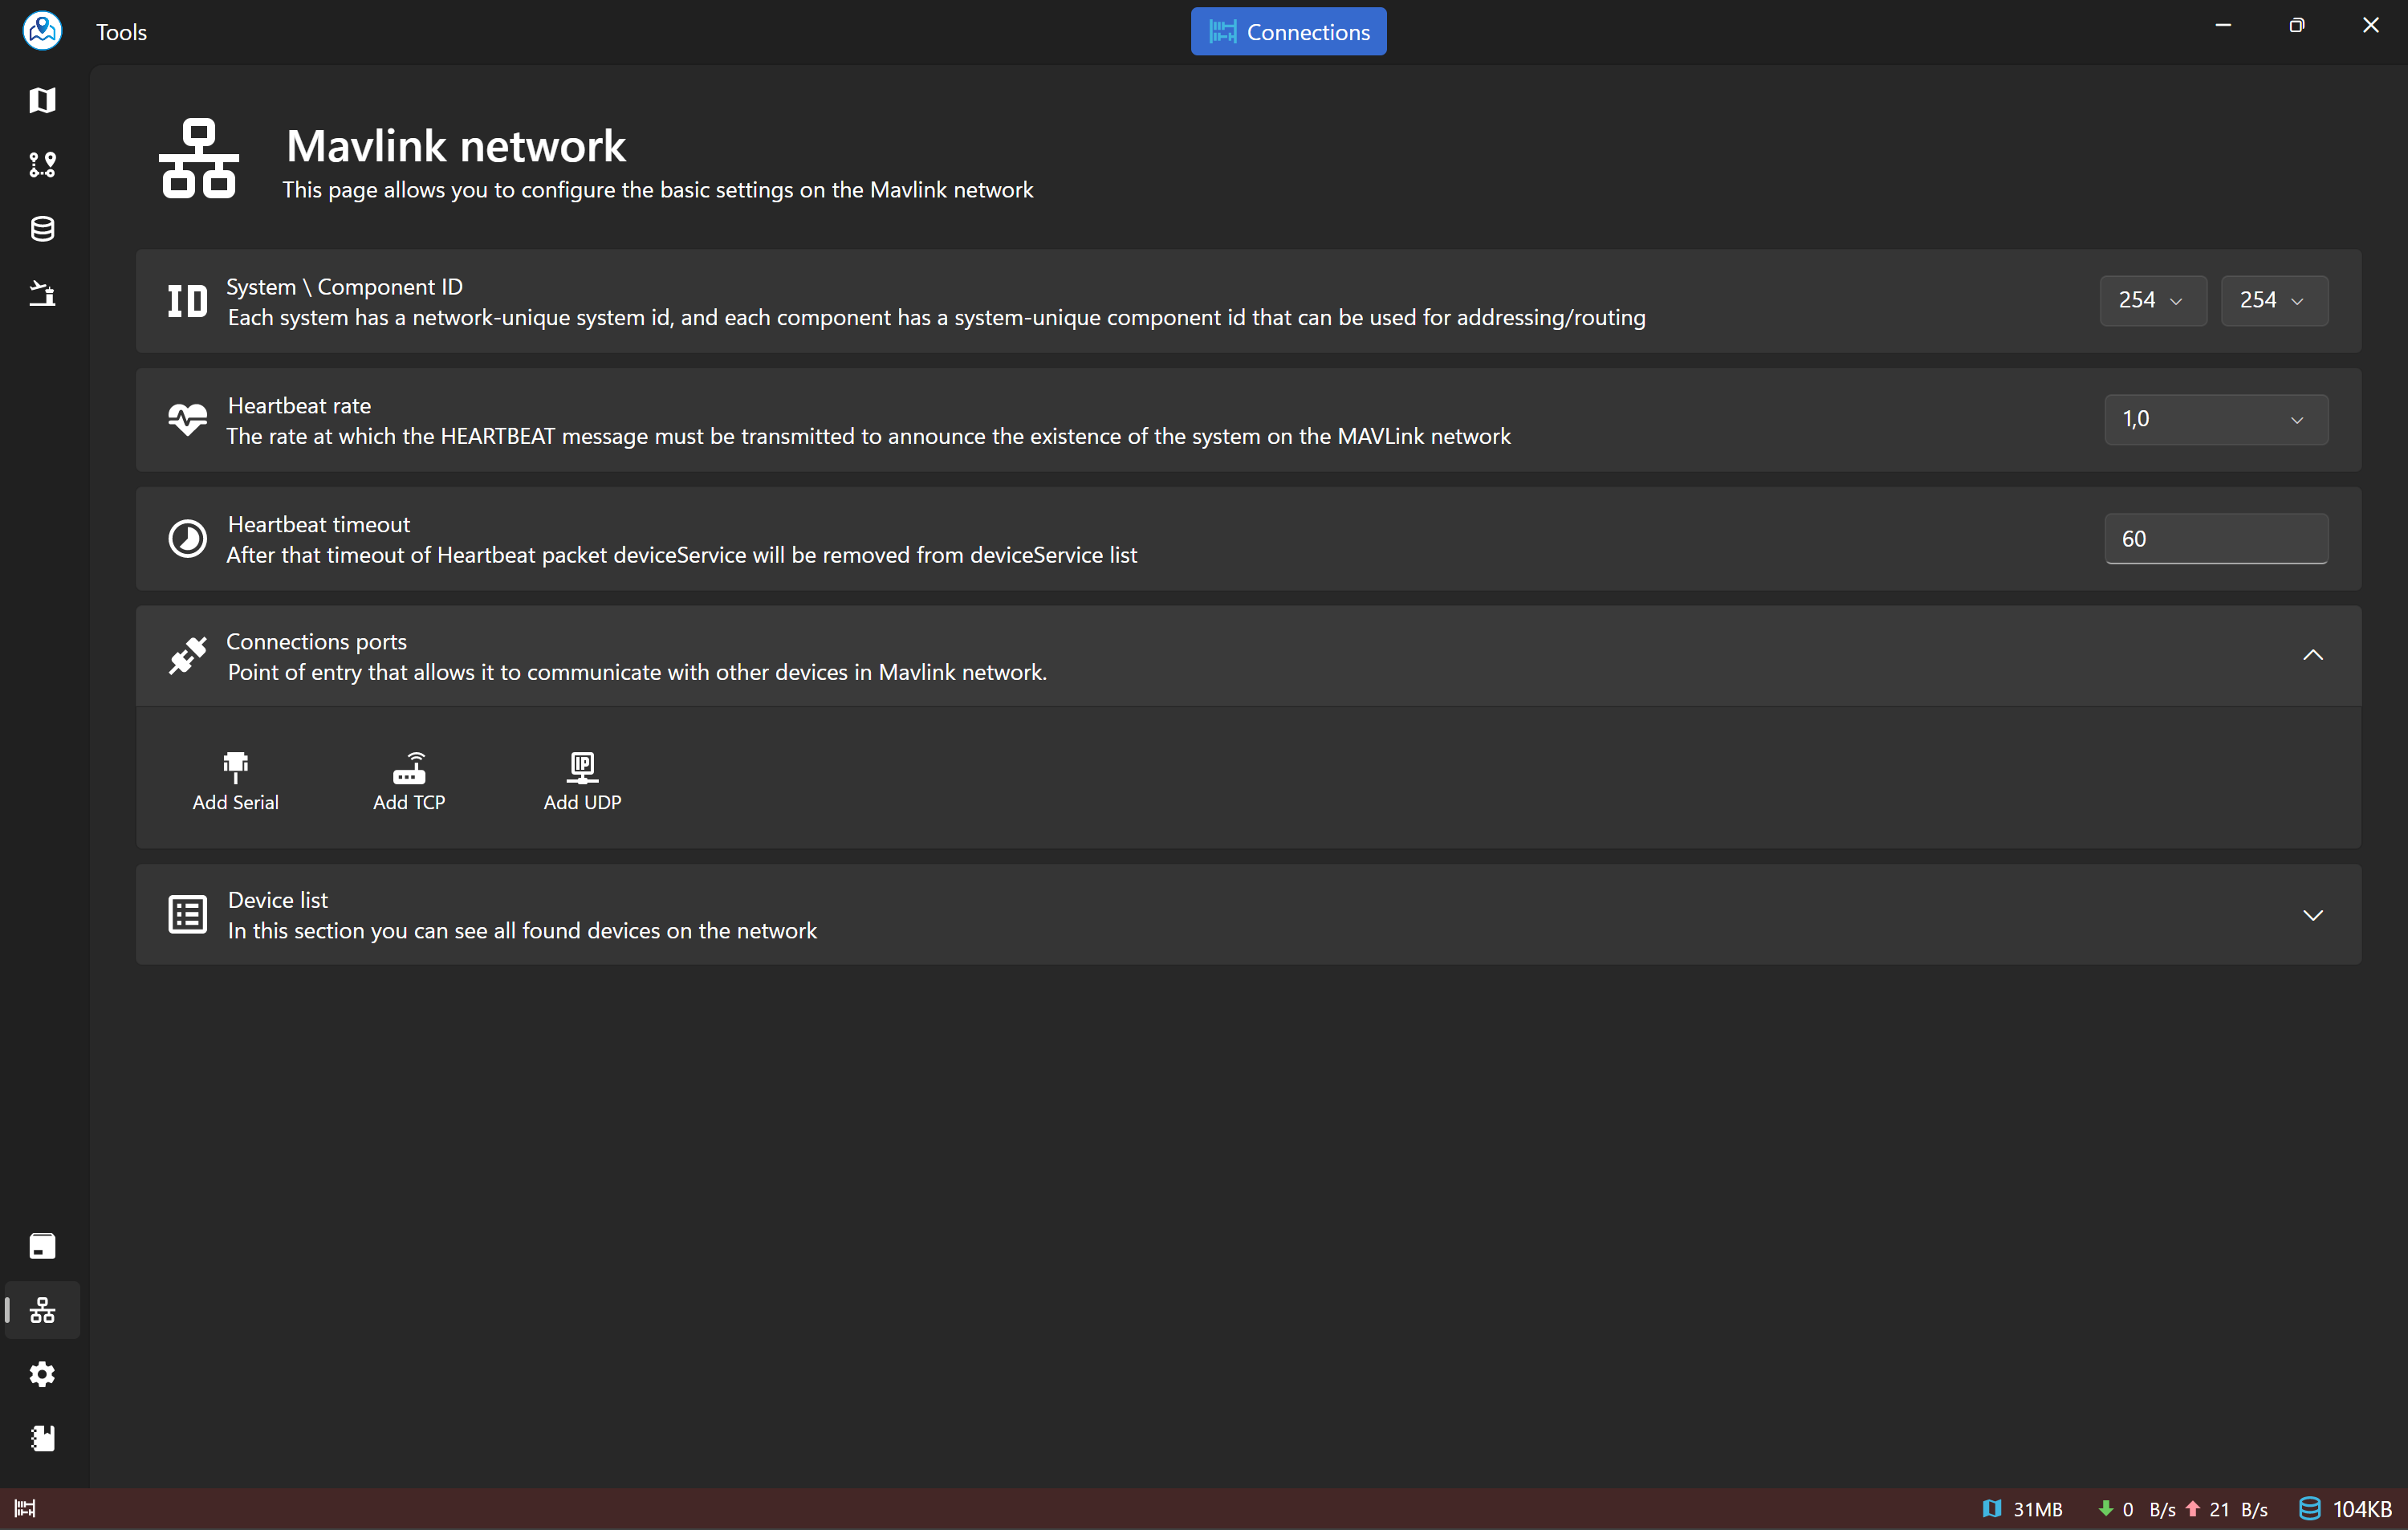 Tools
Connections
Mavlink network
This page allows you to configure the basic settings on the Mavlink network
ID
System \ Component ID
Each system has a network-unique system id, and each component has a system-unique component id that can be used for addressing/routing
254
254
Heartbeat rate
The rate at which the HEARTBEAT message must be transmitted to announce the existence of the system on the MAVLink network
1,0
Heartbeat timeout
After that timeout of Heartbeat packet deviceService will be removed from deviceService list
60
Connections ports
Point of entry that allows it to communicate with other devices in Mavlink network.
IP
Add Serial
Add TCP
Add UDP
Device list
In this section you can see all found devices on the network
31MB
0 B/s
21 B/s
104KB